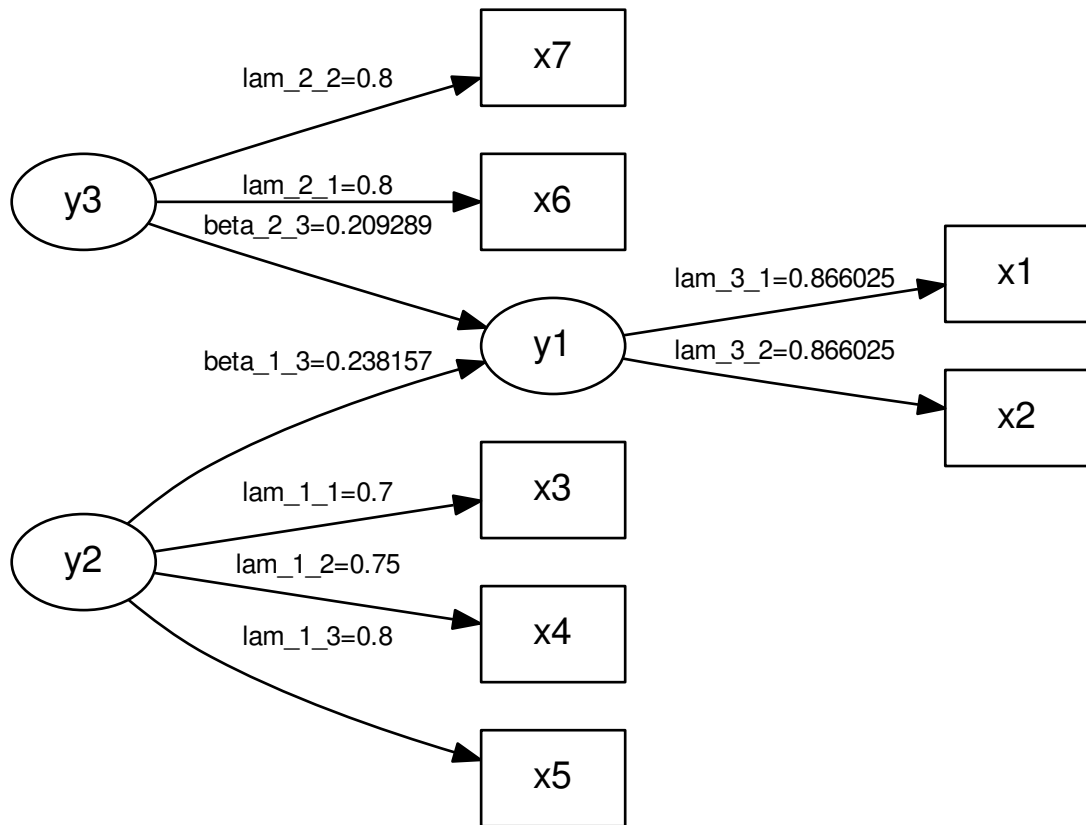 x7
lam_2_2=0.8
y3
lam_2_1=0.8
x6
beta_2_3=0.209289
x1
lam_3_1=0.866025
y1
lam_3_2=0.866025
beta_1_3=0.238157
x2
x3
lam_1_1=0.7
y2
lam_1_2=0.75
x4
lam_1_3=0.8
x5